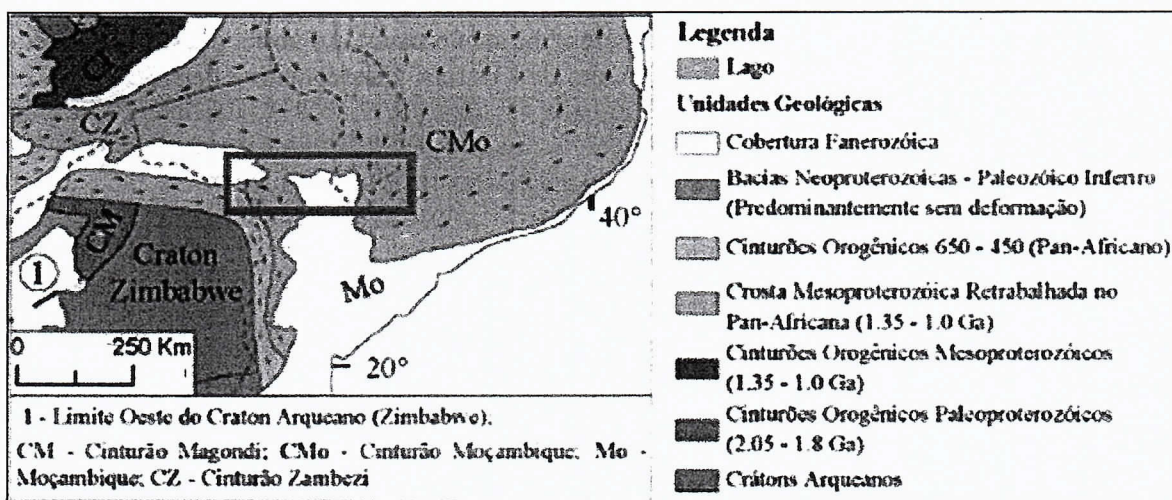 CZ
CMo
CM
Craton
Zimbabwe
1
Mo
40°
20°
0 250 Km
1 - Limite Oeste do Craton Arqueano (Zimbabwe).
CM - Cinturão Magondi; CMo - Cinturão Moçambique; Mo -
Moçambique; CZ - Cinturão Zambezi
Legenda
Lago
Unidades Geológicas
Cobertura Fanerozóica
Bacias Neoproterozóicas - Paleozóico
(Predominantemente sem deformação)
Cinturões Orogênicos 650 - 450 (Pan-Africano)
Crosta Mesoproterozóica Retrabalhada no
Pan-Africana (1.35 - 1.0 Ga)
Cinturões Orogênicos Mesoproterozóicos
(1.35 - 1.0 Ga)
Cinturões Orogênicos Paleoproterozóicos
(2.05 - 1.8 Ga)
Crátons Arqueanos